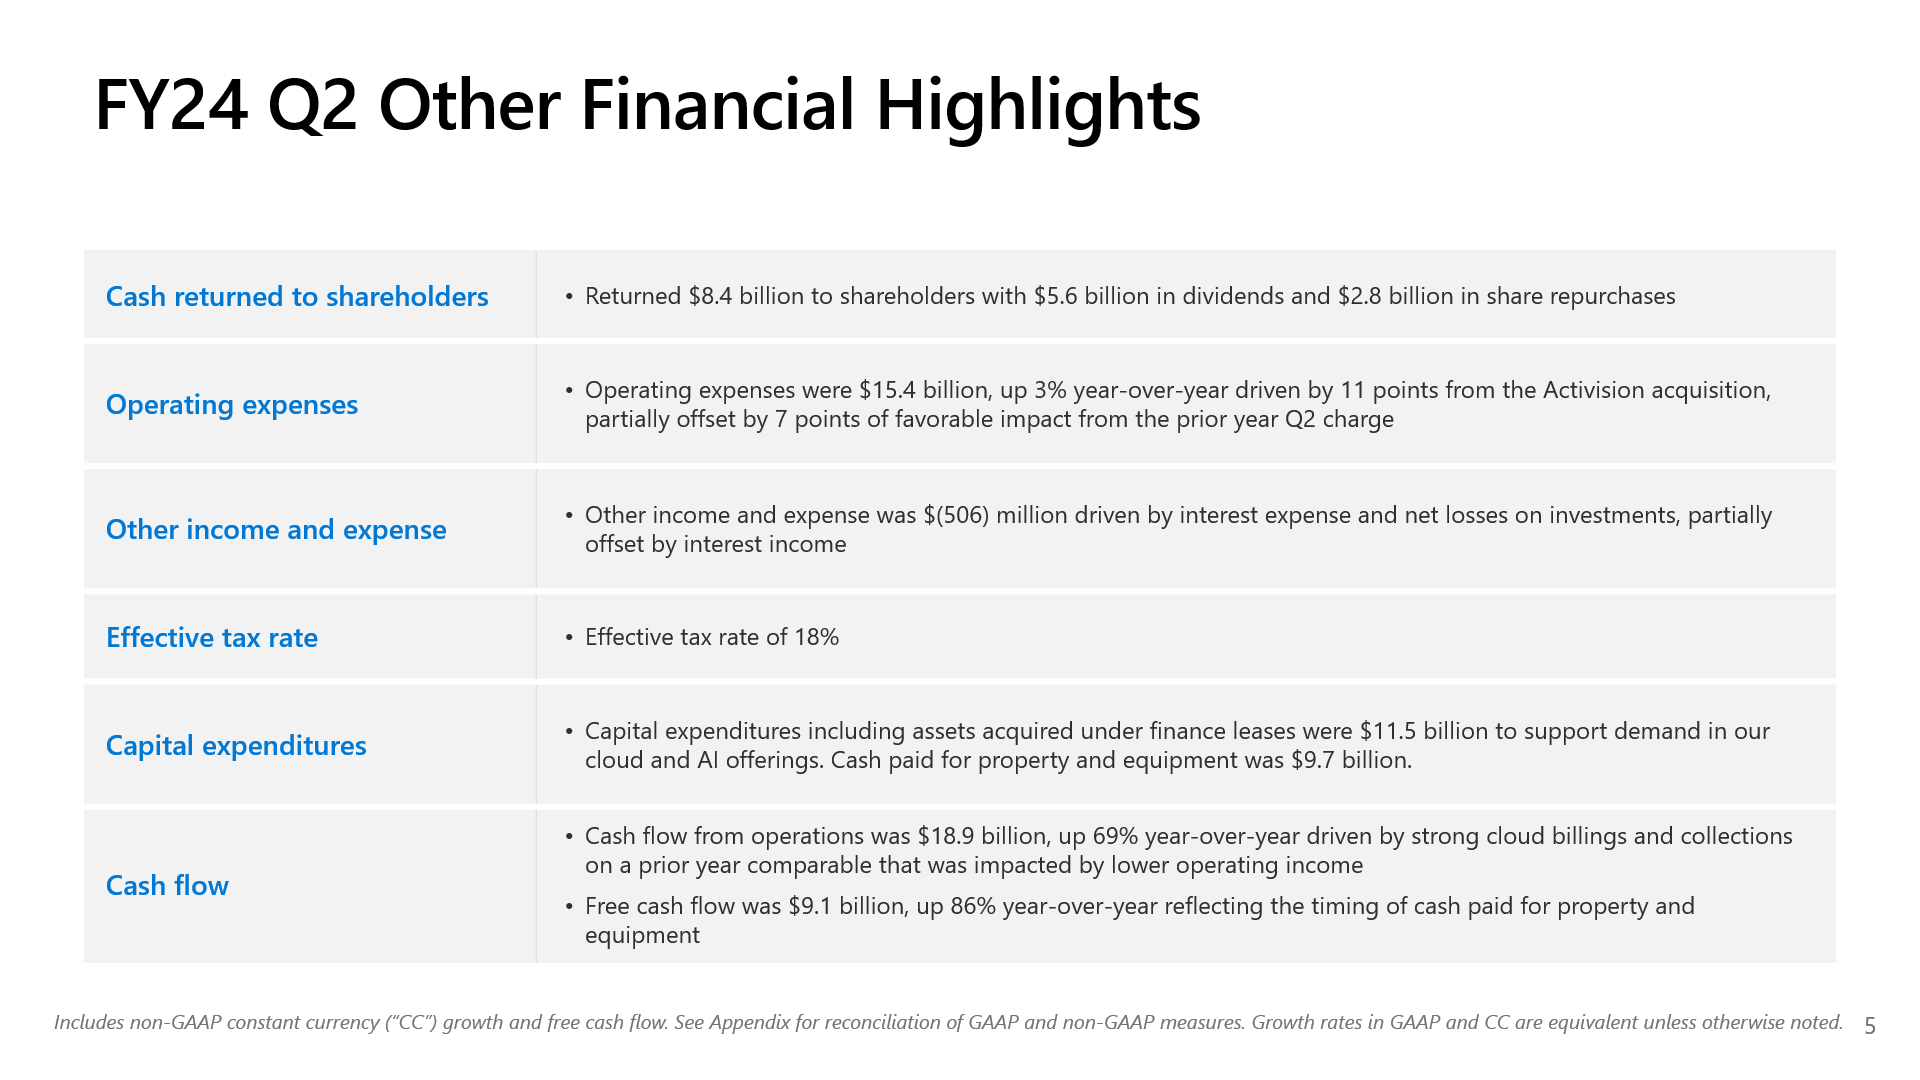 FY24 Q2 Other Financial Highlights
Cash returned to shareholders
• Returned $8.4 billion to shareholders with $5.6 billion in dividends and $2.8 billion in share repurchases
Operating expenses
• Operating expenses were $15.4 billion, up 3% year-over-year driven by 11 points from the Activision acquisition,
partially offset by 7 points of favorable impact from the prior year Q2 charge
Other income and expense
• Other income and expense was $(506) million driven by interest expense and net losses on investments, partially
offset by interest income
Effective tax rate
• Effective tax rate of 18%
Capital expenditures
• Capital expenditures including assets acquired under finance leases were $11.5 billion to support demand in our
cloud and AI offerings. Cash paid for property and equipment was $9.7 billion.
Cash flow
• Cash flow from operations was $18.9 billion, up 69% year-over-year driven by strong cloud billings and collections
on a prior year comparable that was impacted by lower operating income
• Free cash flow was $9.1 billion, up 86% year-over-year reflecting the timing of cash paid for property and
equipment
Includes non-GAAP constant currency (“CC“) growth and free cash flow. See Appendix for reconciliation of GAAP and non-GAAP measures. Growth rates in GAAP and CC are equivalent unless otherwise noted.
5